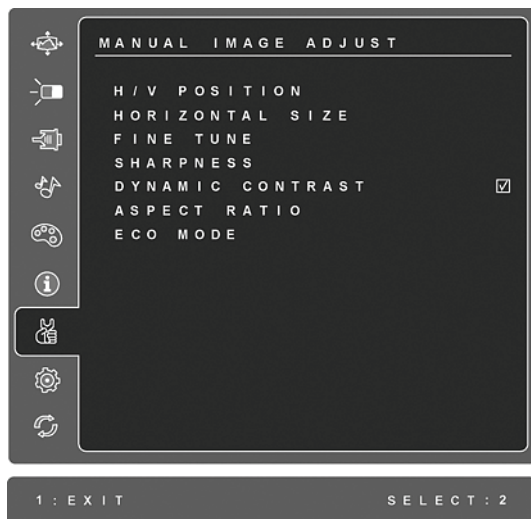 MANUAL IMAGE ADJUST
H/V POSITION
HORIZONTAL SIZE
FINE TUNE
SHARPNESS
DYNAMIC CONTRAST
ASPECT RATIO
ECO MODE
1:EXIT SELECT:2